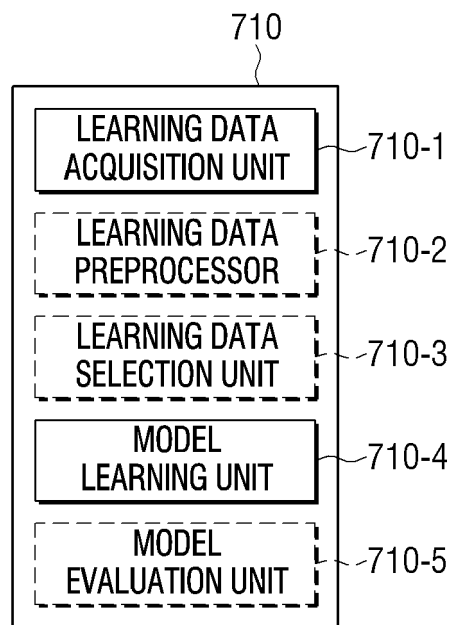 710
LEARNING DATA
ACQUISITION UNIT
710-1
LEARNING DATA
PREPROCESSOR
710-2
LEARNING DATA
SELECTION UNIT
710-3
MODEL
LEARNING UNIT
710-4
MODEL
EVALUATION UNIT
710-5